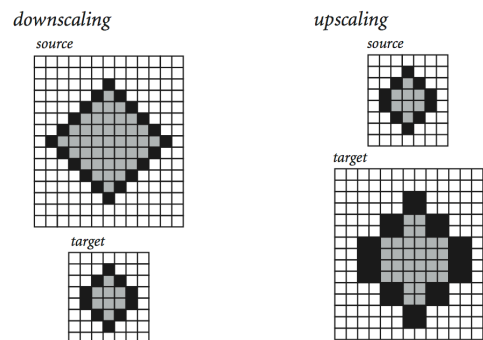 downscaling
source
target
upscaling
source
target